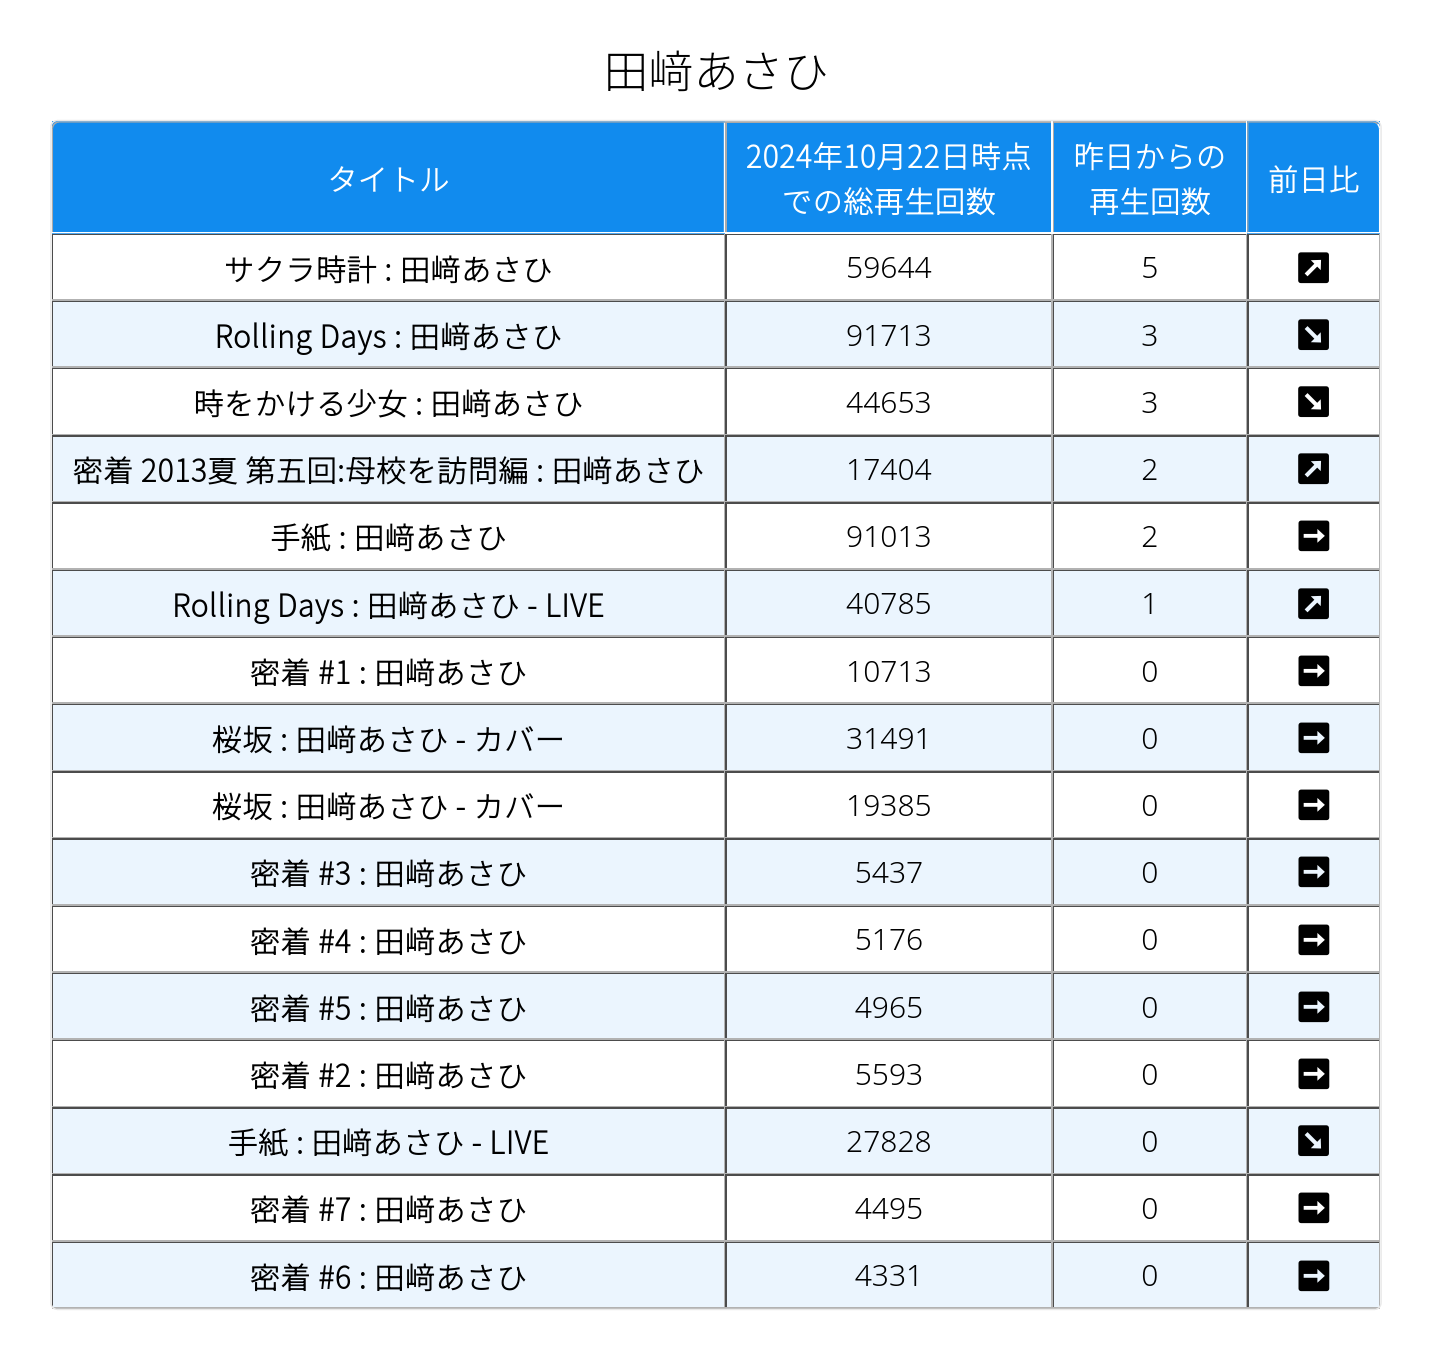 田﨑あさひ
タイトル 2024年10月22日時点での総再生回数 昨日からの再生回数 前日比
サクラ時計 : 田﨑あさひ 59644 5 ↗
Rolling Days : 田﨑あさひ 91713 3 ↘
時をかける少女 : 田﨑あさひ 44653 3 ↘
密着 2013夏 第五回:母校を訪問編 : 田﨑あさひ 17404 2 ↗
手紙 : 田﨑あさひ 91013 2 →
Rolling Days : 田﨑あさひ - LIVE 40785 1 ↗
密着 #1 : 田﨑あさひ 10713 0 →
桜坂 : 田﨑あさひ - カバー 31491 0 →
桜坂 : 田﨑あさひ - カバー 19385 0 →
密着 #3 : 田﨑あさひ 5437 0 →
密着 #4 : 田﨑あさひ 5176 0 →
密着 #5 : 田﨑あさひ 4965 0 →
密着 #2 : 田﨑あさひ 5593 0 →
手紙 : 田﨑あさひ - LIVE 27828 0 ↘
密着 #7 : 田﨑あさひ 4495 0 →
密着 #6 : 田﨑あさひ 4331 0 →